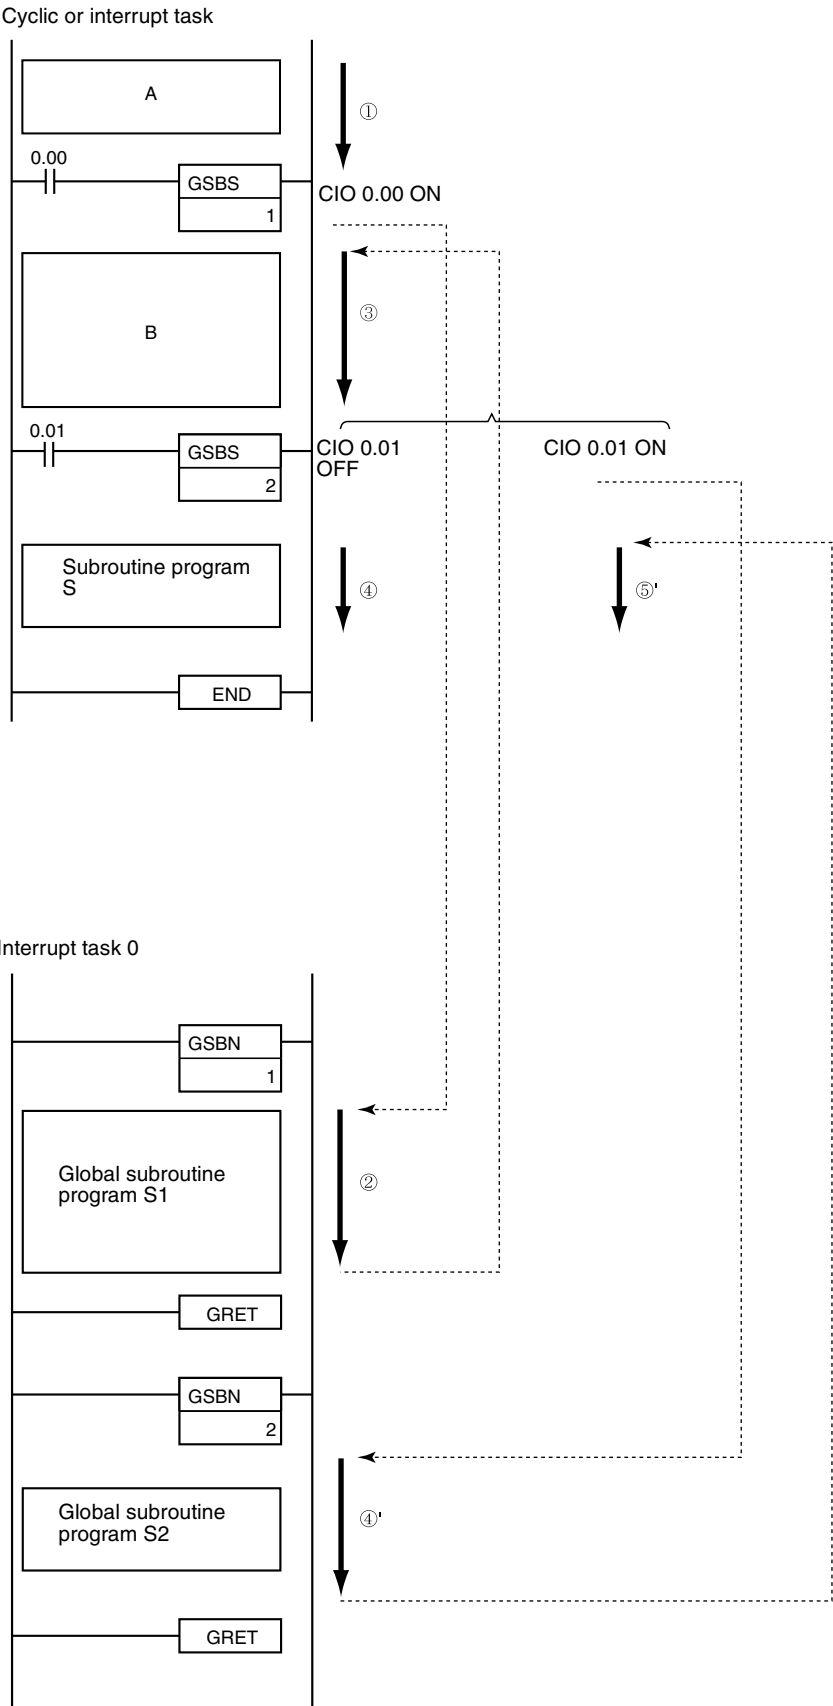 Cyclic or interrupt task
A
①
0.00
GSBS
1
CIO 0.00 ON
B
③
0.01
GSBS
2
CIO 0.01
OFF
CIO 0.01 ON
Subroutine program
S
④
⑤'
END
Interrupt task 0
GSBN
1
Global subroutine
program S1
②
GRET
GSBN
2
Global subroutine
program S2
④'
GRET